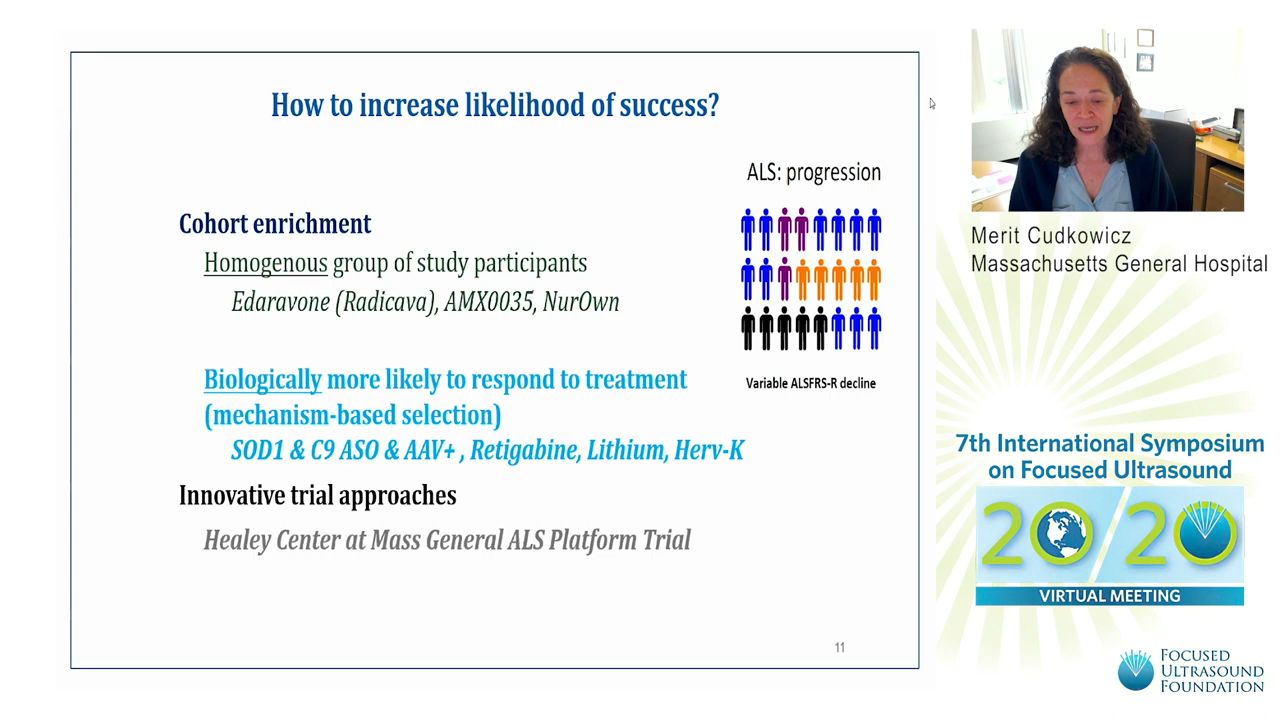 How to increase likelihood of success?
ALS: progression
Cohort enrichment
Homogenous group of study participants
Edaravone (Radicava), AMX0035, NurOwn
Variable ALSFRS-R decline
Biologically more likely to respond to treatment
(mechanism-based selection)
SOD1 & C9 ASO & AAV+ , Retigabine, Lithium, Herv-K
Innovative trial approaches
Healey Center at Mass General ALS Platform Trial
11
Merit Cudkowicz
Massachusetts General Hospital
7th International Symposium
on Focused Ultrasound
20/20
VIRTUAL MEETING
FOCUSED
ULTRASOUND
FOUNDATION